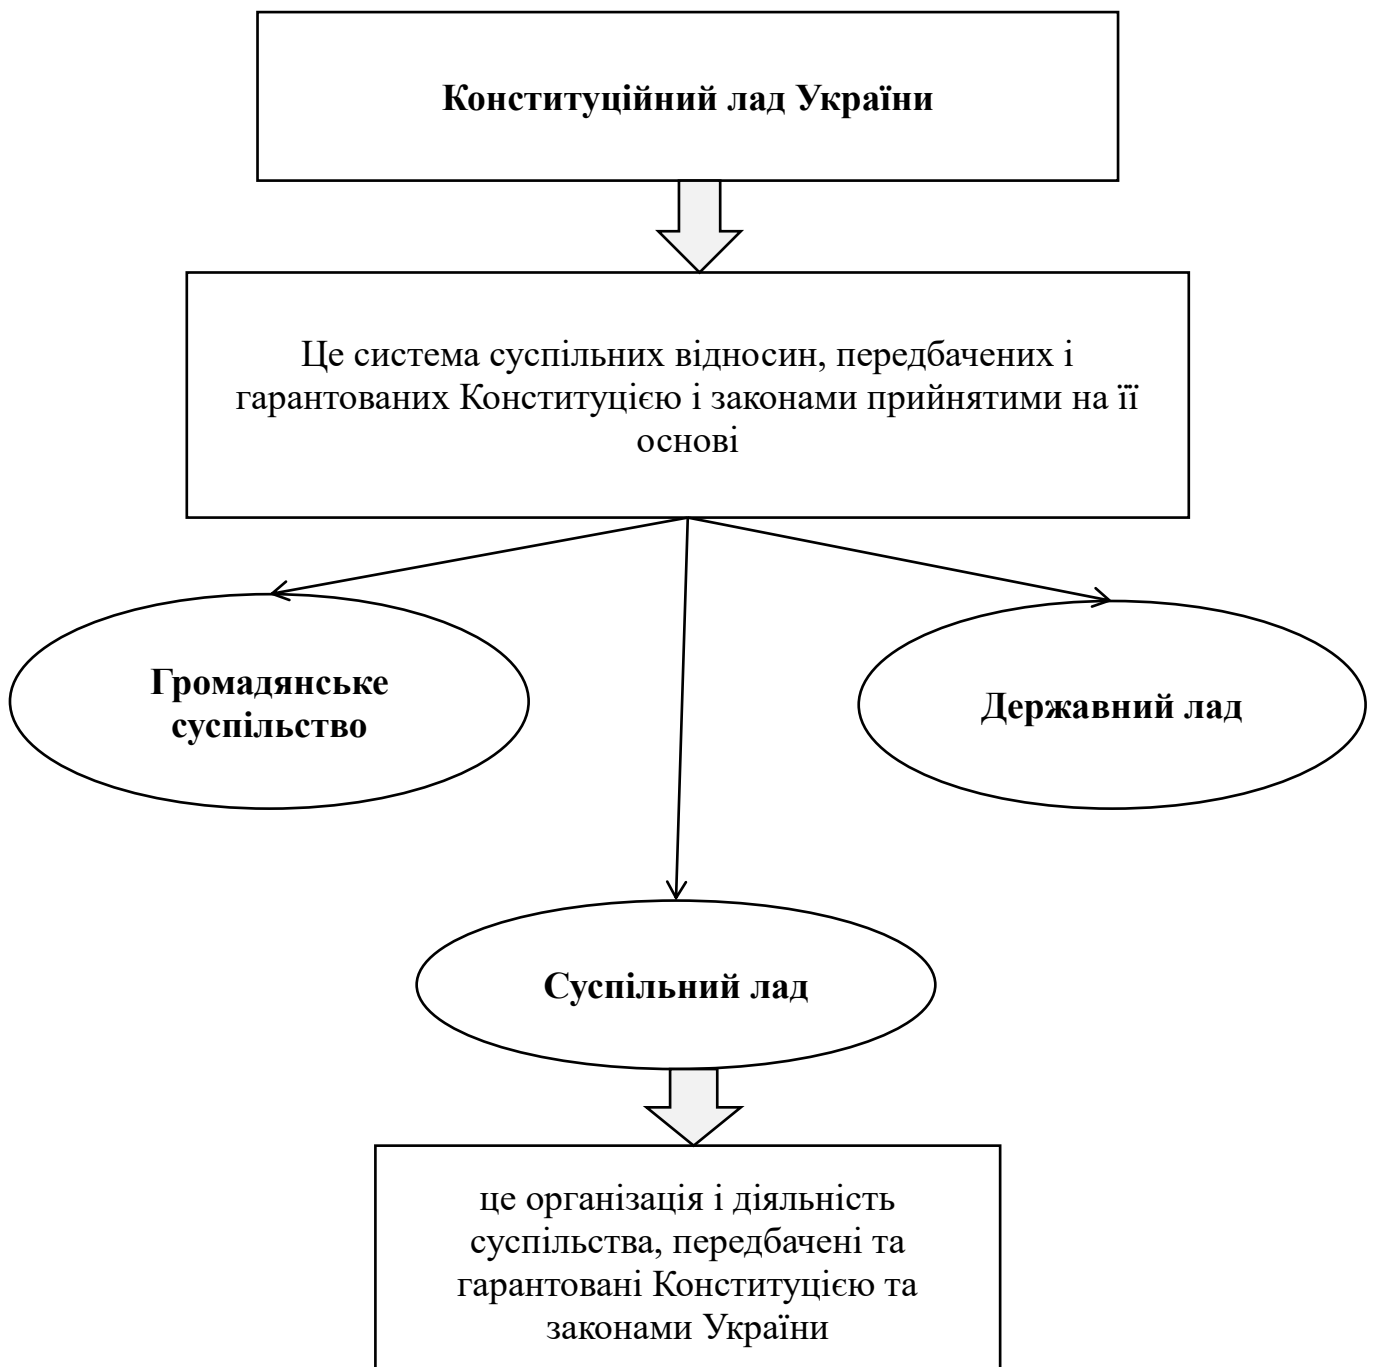 Конституційний лад України
Це система суспільних відносин, передбачених і
гарантованих Конституцією і законами прийнятими на її
основі
Громадянське
суспільство
Державний лад
Суспільний лад
це організація і діяльність
суспільства, передбачені та
гарантовані Конституцією та
законами України